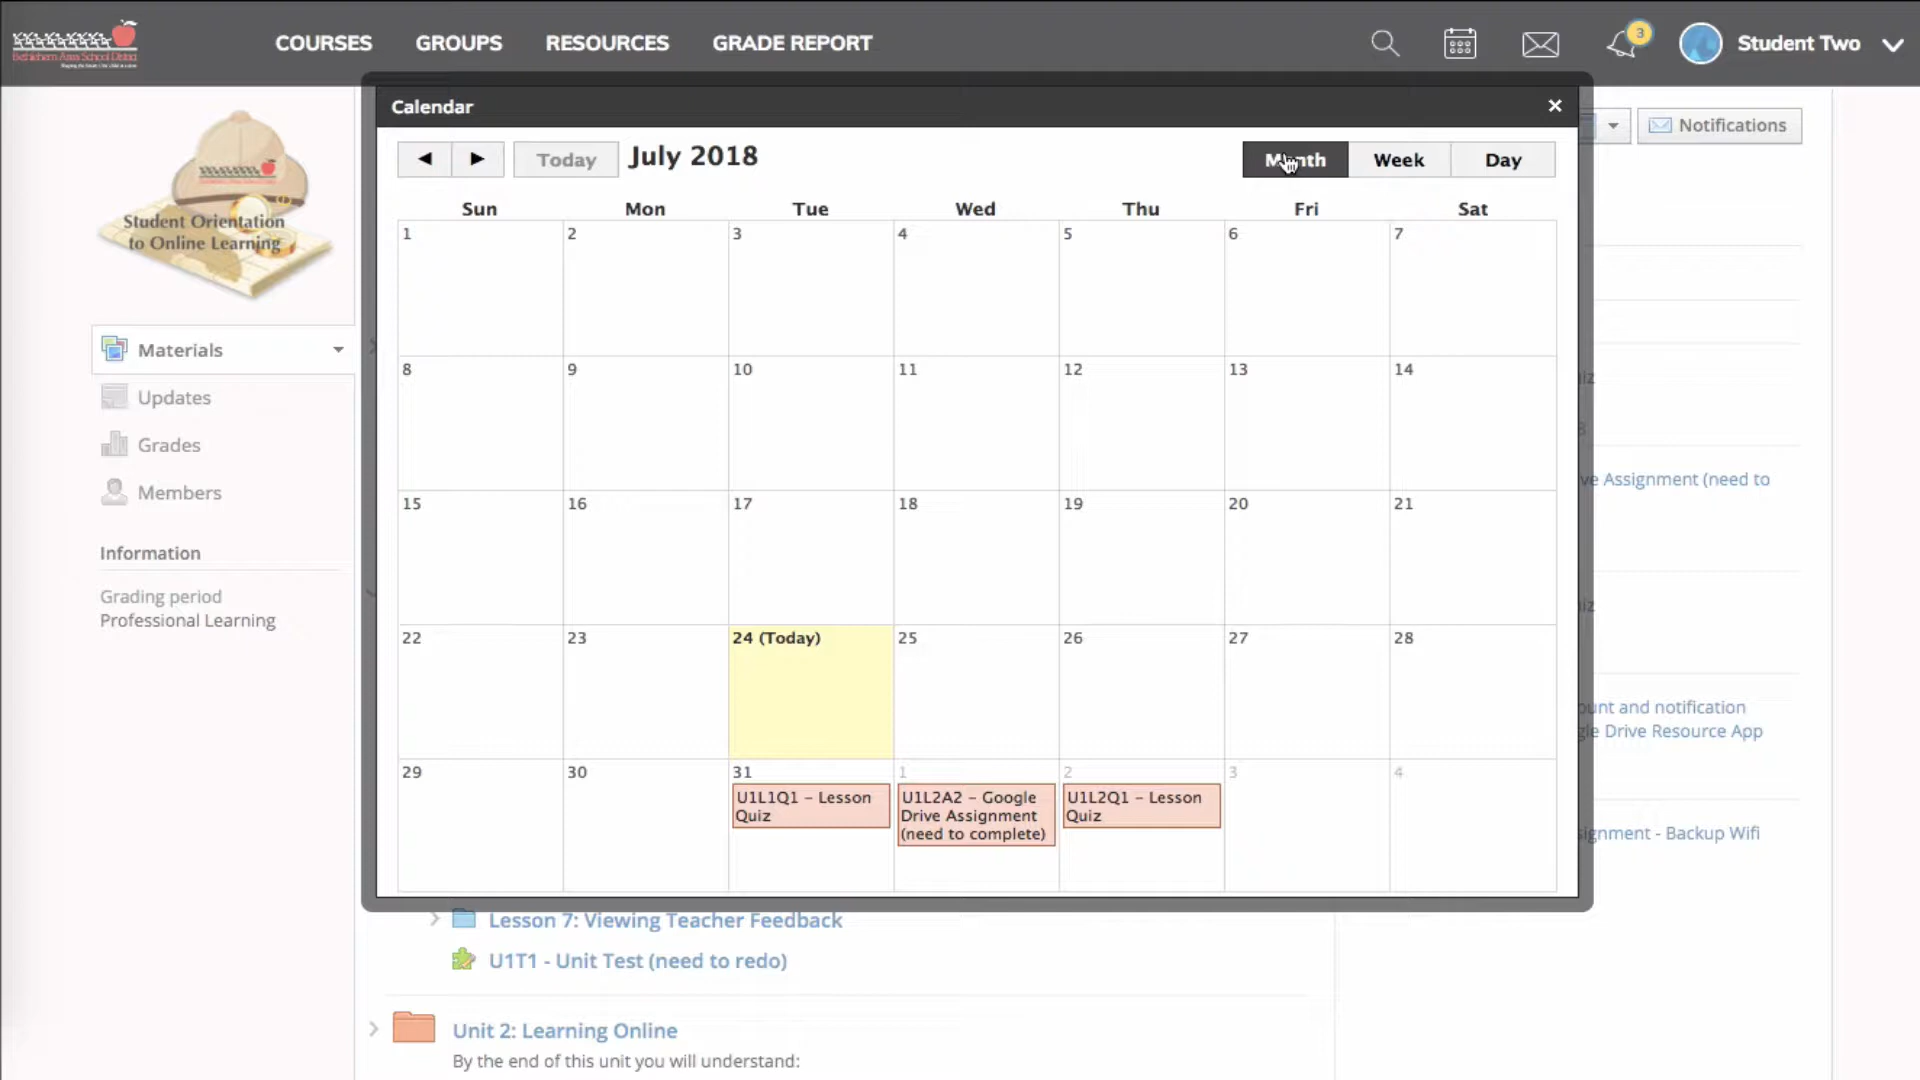 COURSES GROUPS RESOURCES GRADE REPORT
3
Student Two
Bethlehem Area School District
Calendar
Notifications
Today
July 2018
Month Week Day
Sun Mon Tue Wed Thu Fri Sat
1 2 3 4 5 6 7
8 9 10 11 12 13 14
15 16 17 18 19 20 21
22 23 24 (Today) 25 26 27 28
29 30 31 1 2 3 4
U1L1Q1 – Lesson
Quiz
U1L2A2 – Google
Drive Assignment
(need to complete)
U1L2Q1 – Lesson
Quiz
Student Orientation
to Online Learning
Materials
Updates
Grades
Members
Information
Grading period
Professional Learning
Assignment (need to
and notification
Drive Resource App
- Backup Wifi
Lesson 7: Viewing Teacher Feedback
U1T1 - Unit Test (need to redo)
Unit 2: Learning Online
By the end of this unit you will understand: